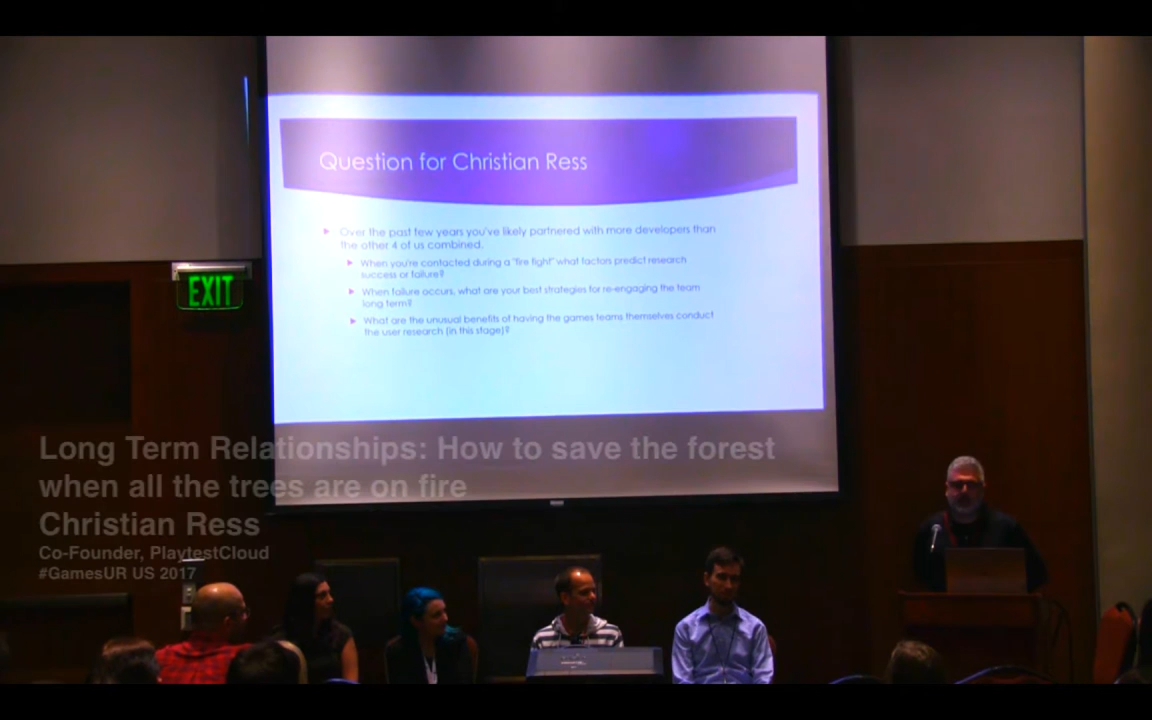 Question for Christian Ress
Over the past few years you've likely partnered with more developers than
the other 4 of us combined.
When you're contacted during a "fire fight" what factors predict research
success or failure?
When failure occurs, what are your best strategies for re-engaging the team
long term?
What are the unusual benefits of having the games teams themselves conduct
the user research (in this stage)?
EXIT
Long Term Relationships: How to save the forest
when all the trees are on fire
Christian Ress
Co-Founder, PlaytestCloud
#GamesUR US 2017